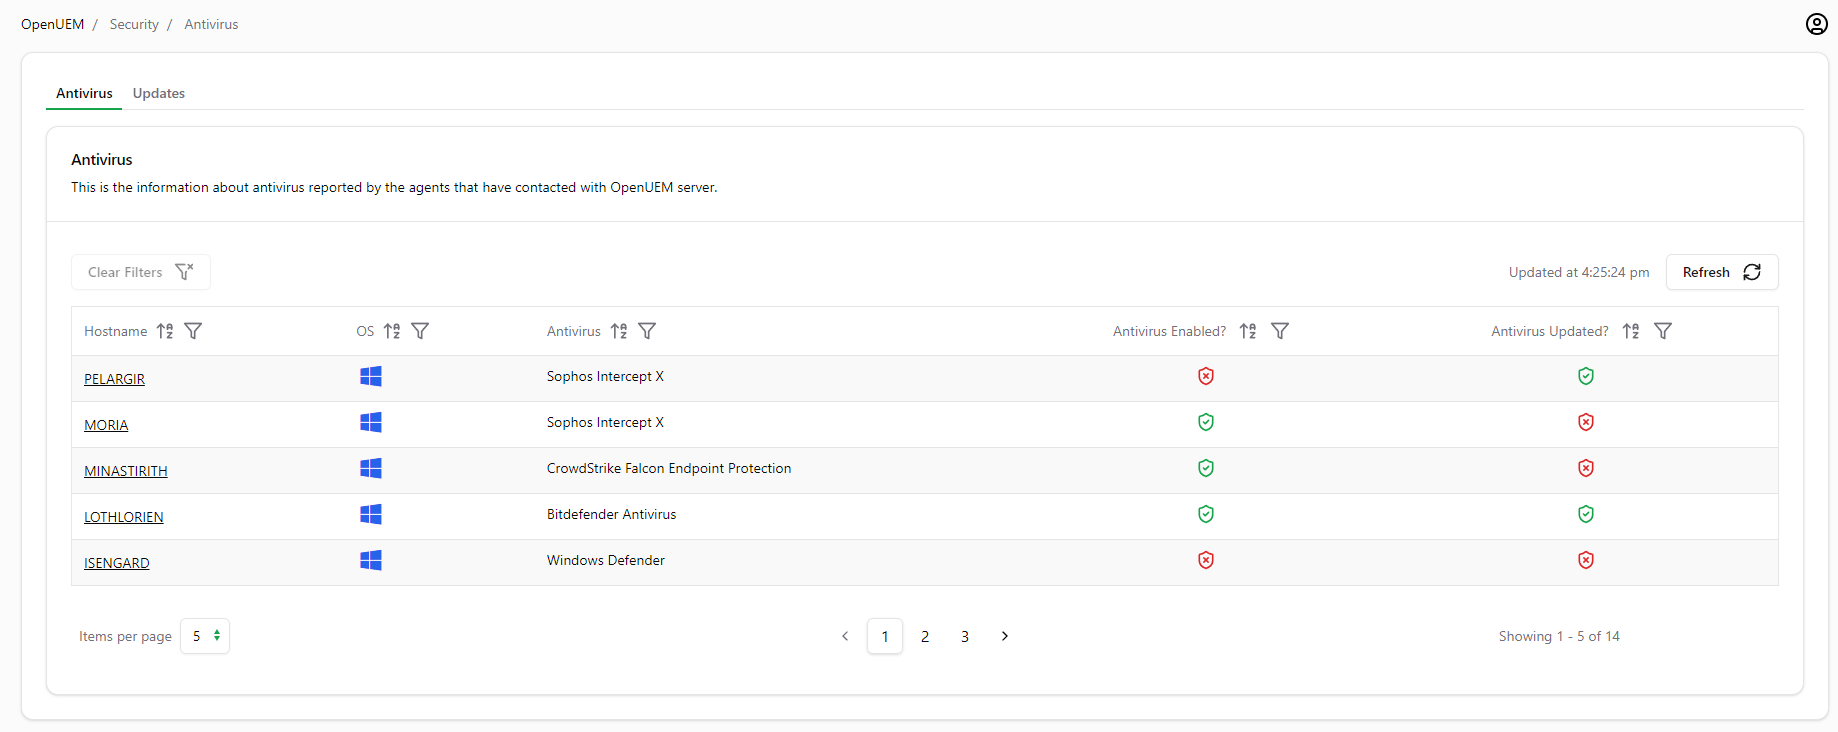 OpenUEM / Security / Antivirus
Antivirus Updates
Antivirus
This is the information about antivirus reported by the agents that have contacted with OpenUEM server.
Clear Filters Updated at 4:25:24 pm Refresh
Hostname OS Antivirus Antivirus Enabled? Antivirus Updated?
PELARGIR Sophos Intercept X
MORIA Sophos Intercept X
MINASTIRITH CrowdStrike Falcon Endpoint Protection
LOTHLORIEN Bitdefender Antivirus
ISENGARD Windows Defender
Items per page 5 1 2 3 Showing 1 - 5 of 14